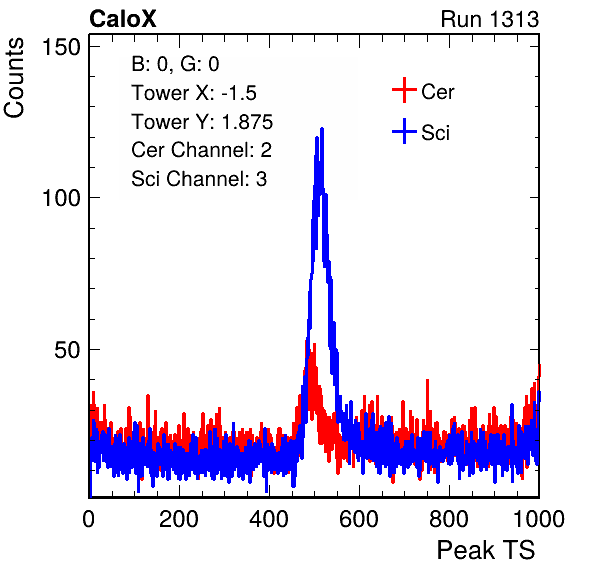 CaloX Run 1313
Counts
150
100
50
B: 0, G: 0
Tower X: -1.5
Tower Y: 1.875
Cer Channel: 2
Sci Channel: 3
Cer
Sci
0 200 400 600 800 1000
Peak TS